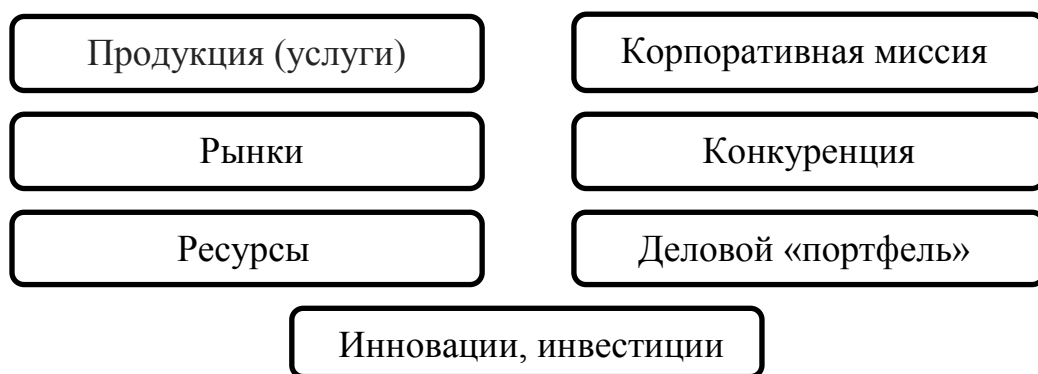 Продукция (услуги)
Корпоративная миссия
Рынки
Конкуренция
Ресурсы
Деловой «портфель»
Инновации, инвестиции